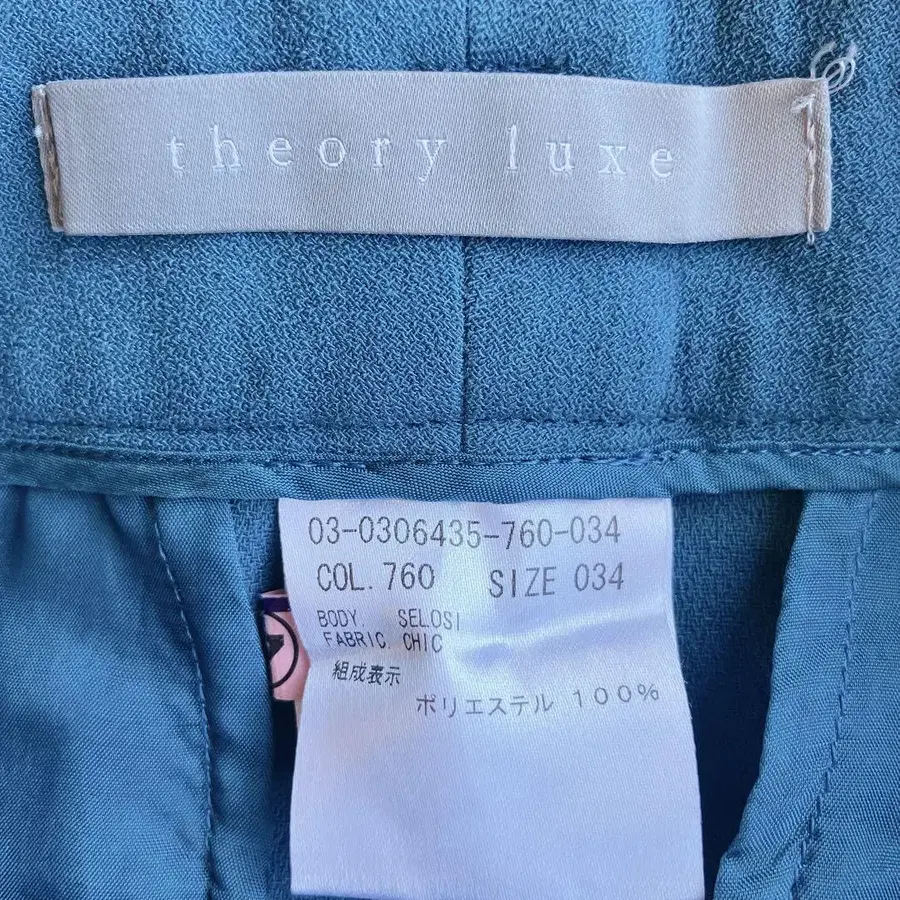 theory luxe
03-0306435-760-034
COL. 760 SIZE 034
BODY. SELOSI
FABRIC. CHIC
組成表示
ポリエステル 100%